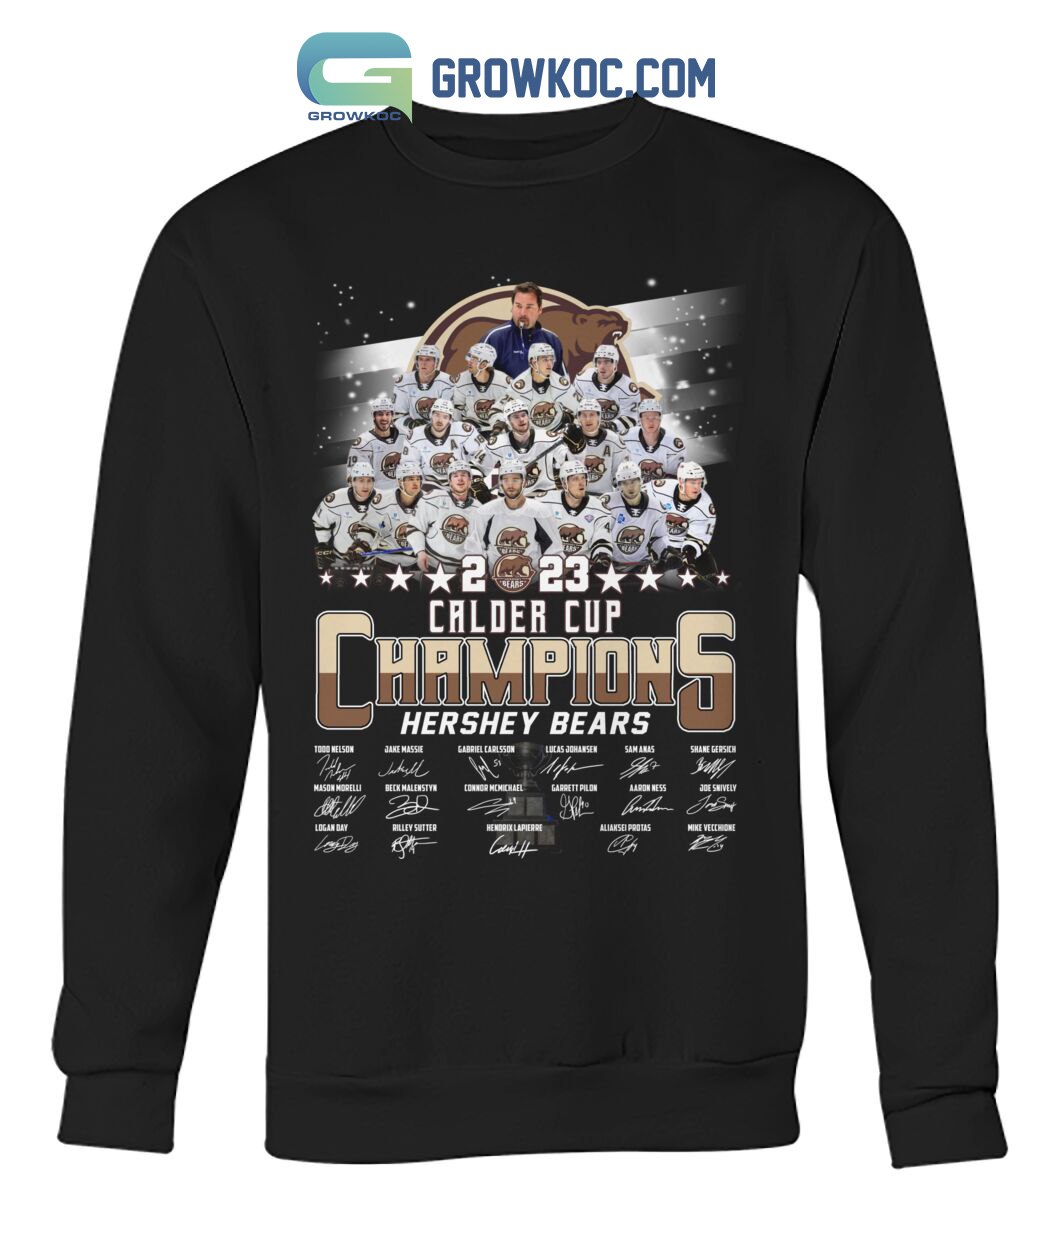 GROWKOC
GROWKOC.COM
2 23
CALDER CUP
CHAMPIONS
HERSHEY BEARS
TODD NELSON JAKE MASSIE GABRIEL CARLSSON LUCAS JOHANSEN SAM ANAS SHANE GERSICH
MASON MORELLI BECK MALENSTYN CONNOR MCMICHAEL GARRETT PILON AARON NESS JOE SNIVELY
LOGAN DAY RILLEY SUTTER HENDRIX LAPIERRE ALIAKSEI PROTAS MIKE VECCHIONE